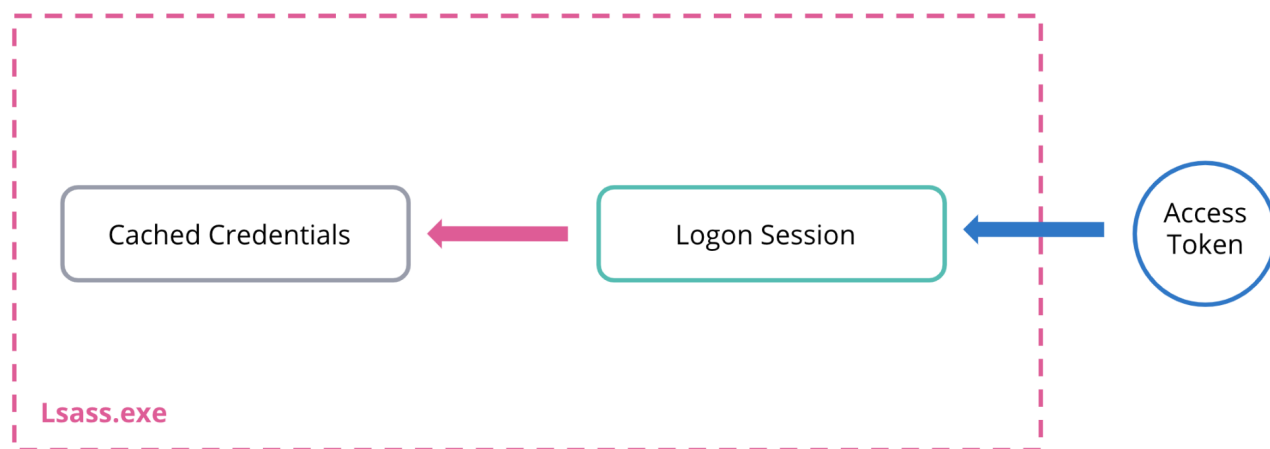 Cached Credentials
Logon Session
Access
Token
Lsass.exe